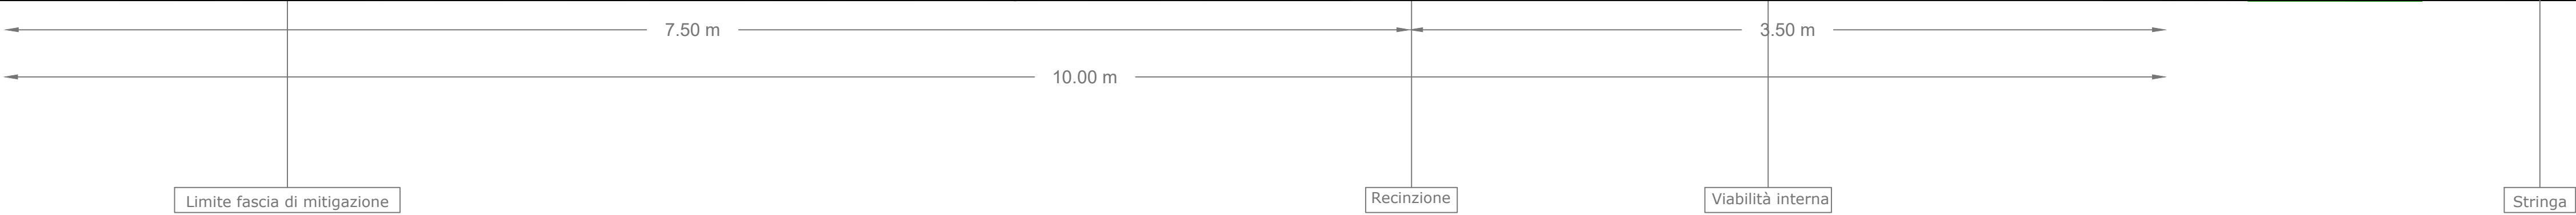 7.50 m
3.50 m
10.00 m
Limite fascia di mitigazione
Recinzione
Viabilità interna
Stringa